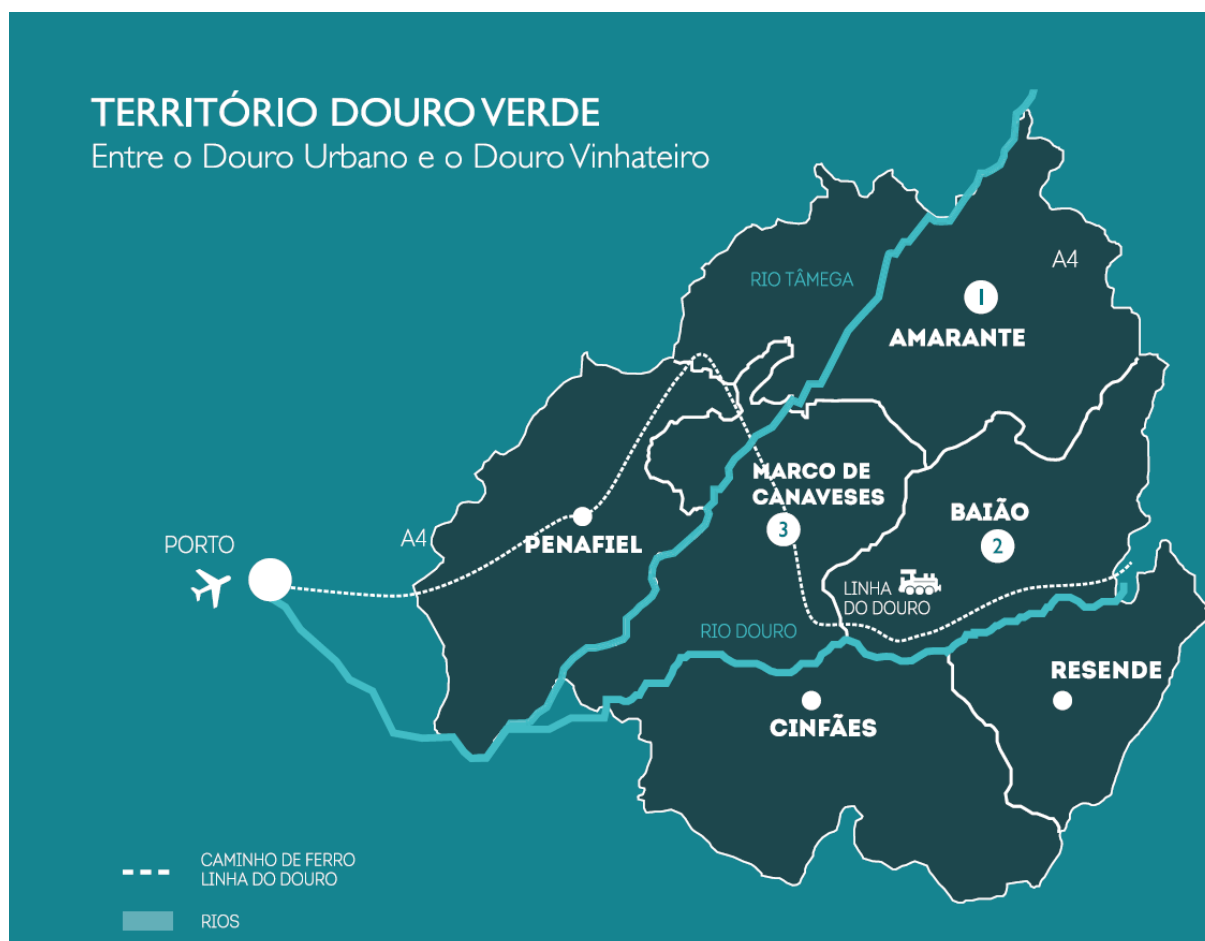 TERRITÓRIO DOURO VERDE
Entre o Douro Urbano e o Douro Vinhateiro
A4
RIO TÂMEGA
1
AMARANTE
MARCO DE
CANAVESES
3
BAIÃO
2
A4
PENAFIEL
PORTO
LINHA
DO DOURO
RIO DOURO
RESENDE
CINFÃES
CAMINHO DE FERRO
LINHA DO DOURO
RIOS